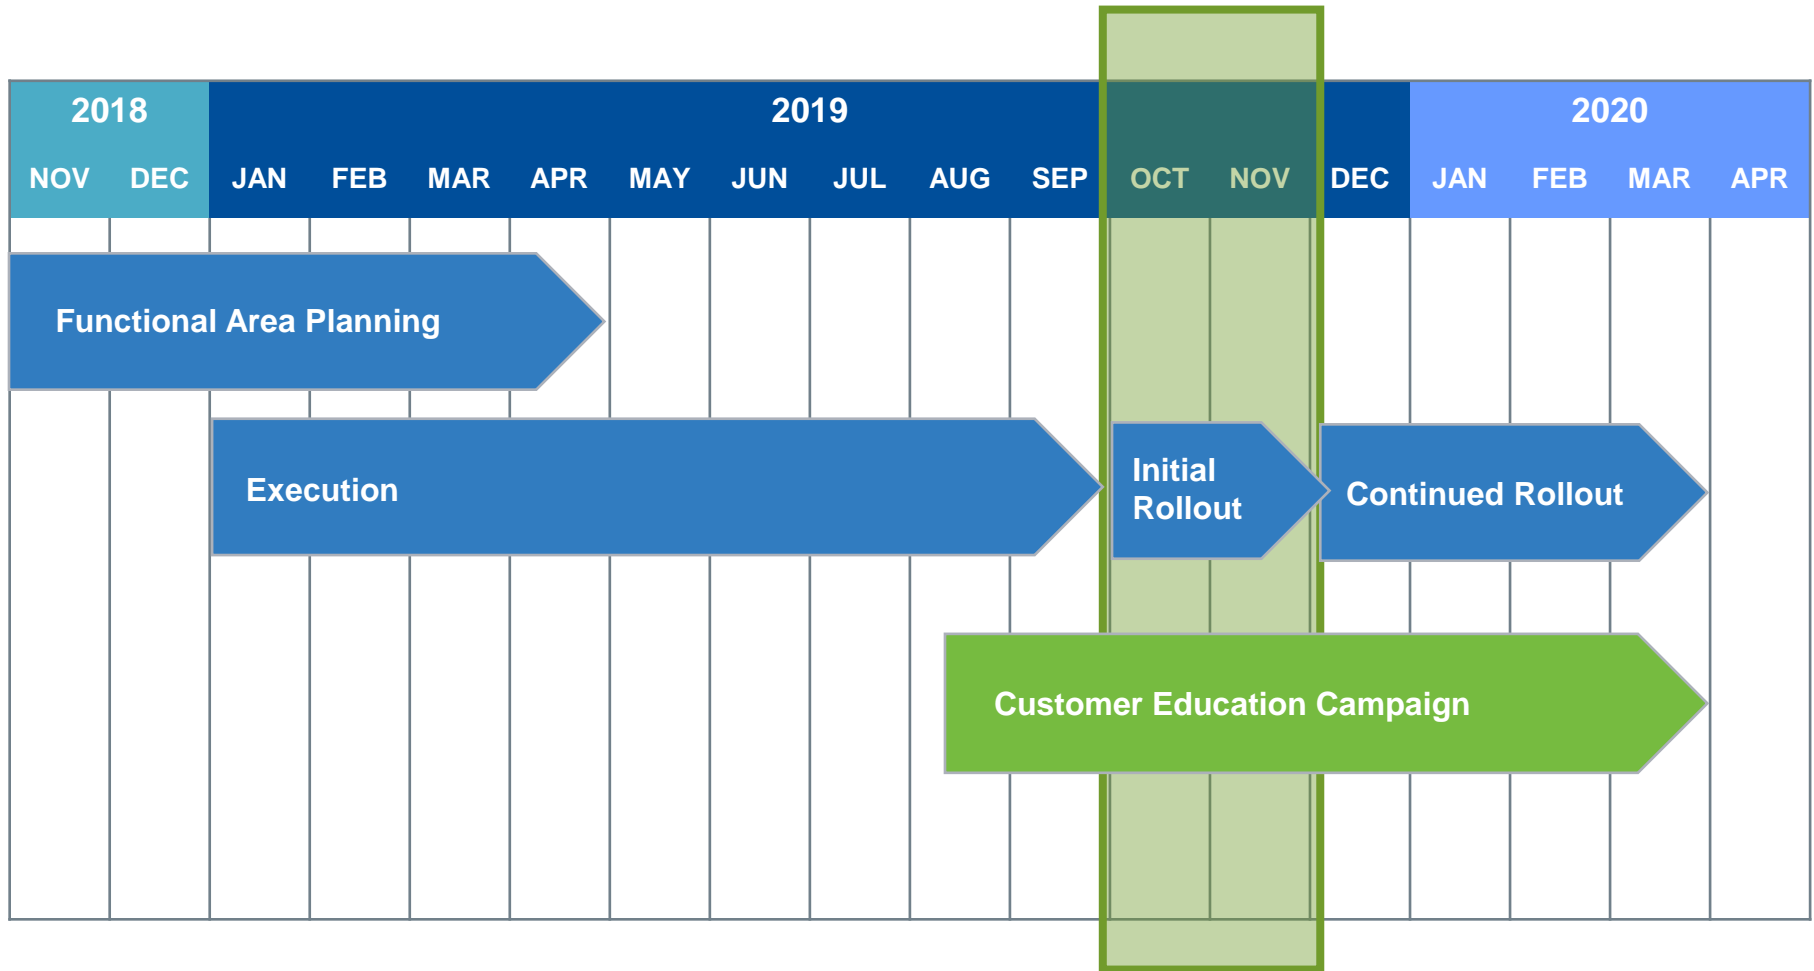 2018 2019 2020
NOV DEC JAN FEB MAR APR MAY JUN JUL AUG SEP OCT NOV DEC JAN FEB MAR APR
Functional Area Planning
Execution
Initial
Rollout
Continued Rollout
Customer Education Campaign